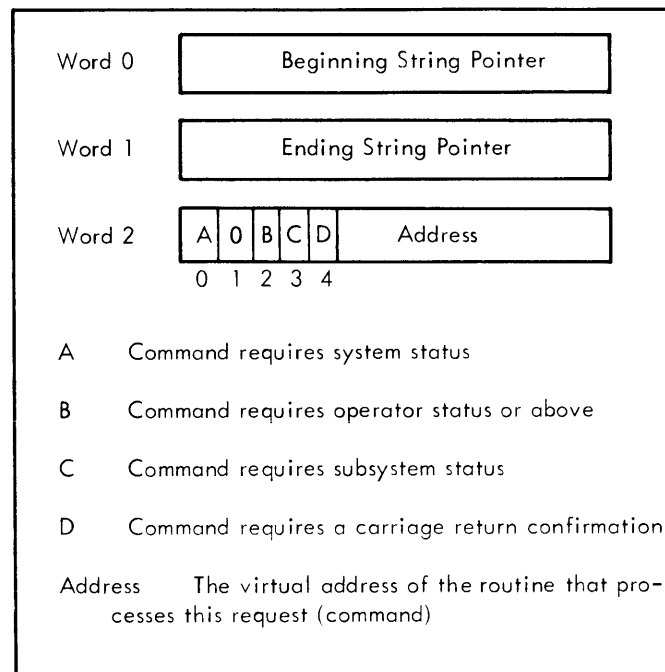 Word 0 Beginning String Pointer
Word 1 Ending String Pointer
Word 2 A 0 B C D Address
0 1 2 3 4
A Command requires system status
B Command requires operator status or above
C Command requires subsystem status
D Command requires a carriage return confirmation
Address The virtual address of the routine that pro-
cesses this request (command)